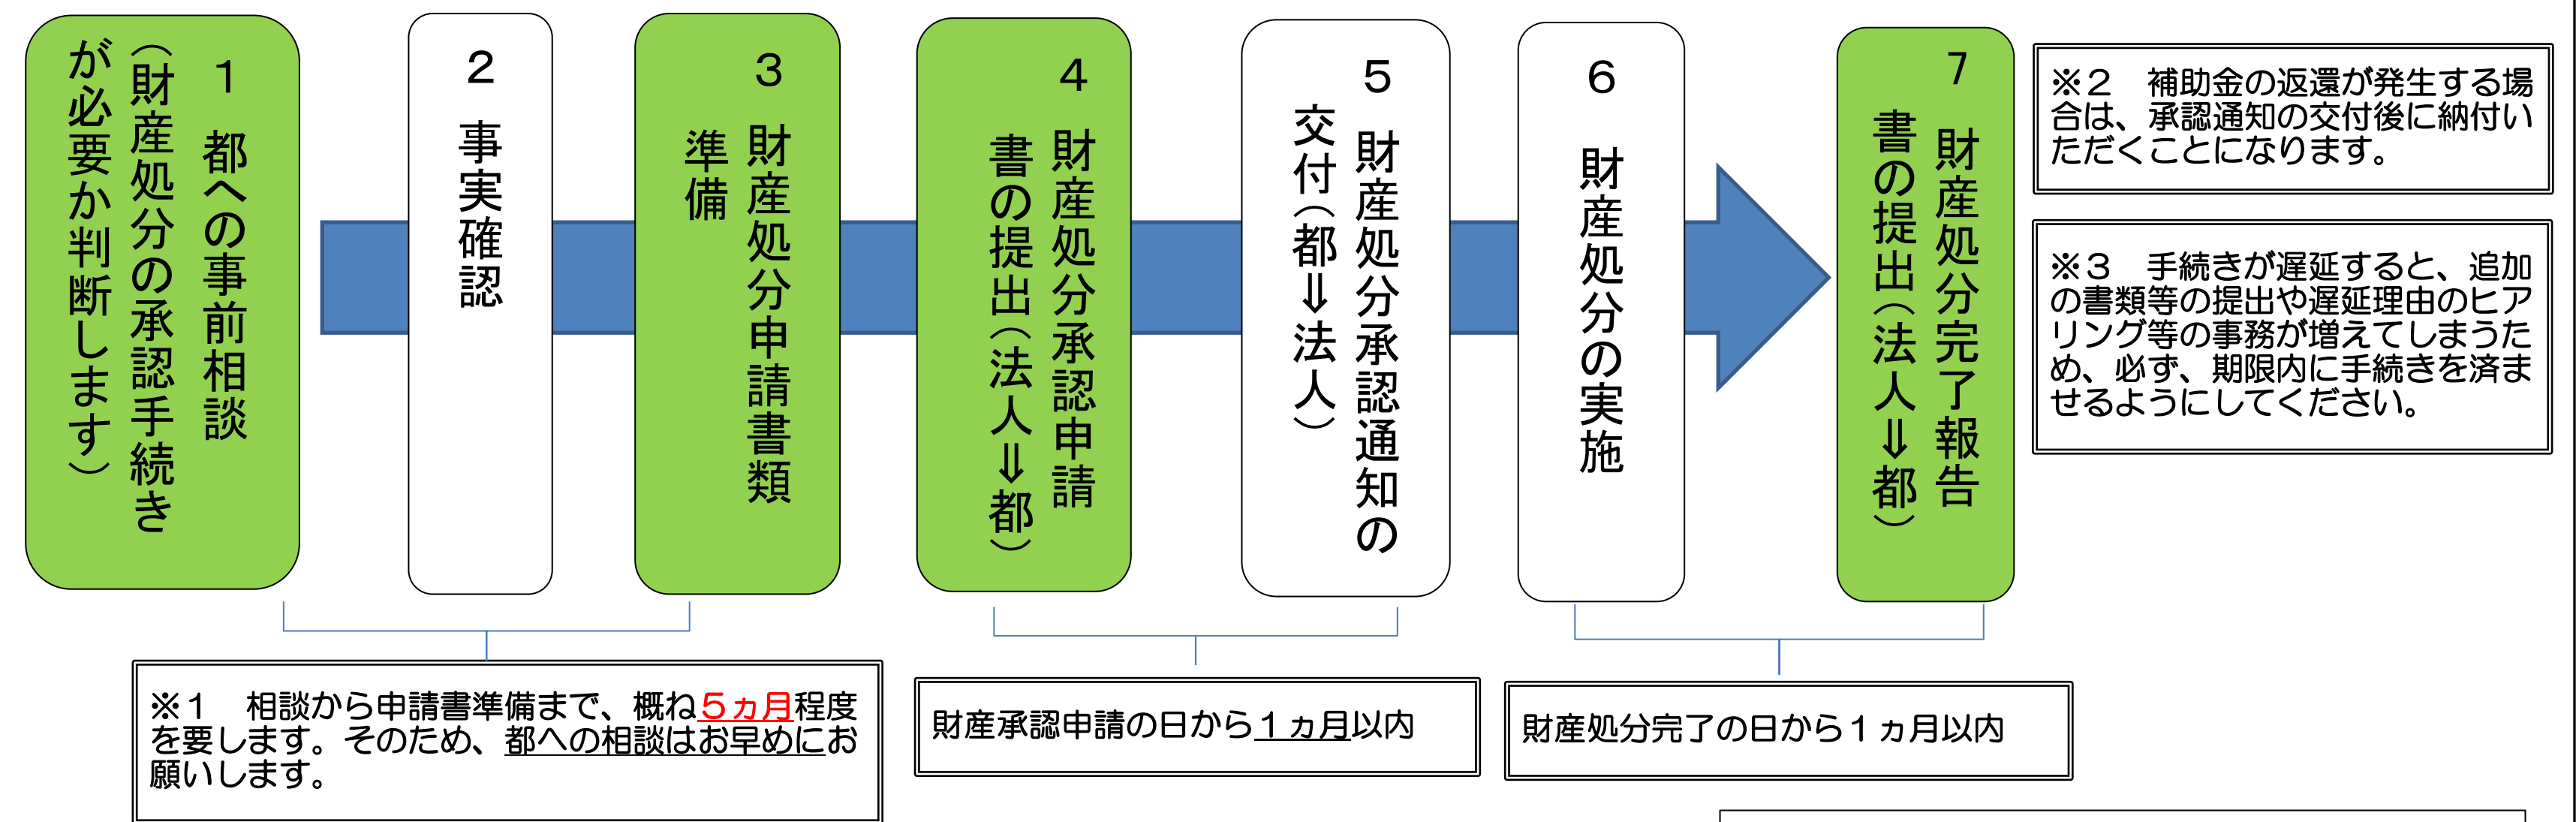 １　都への事前相談
（財産処分の承認手続き
が必要か判断します）
２　事実確認
３　財産処分申請書類
準備
４　財産処分承認申請
書の提出（法人⇒都）
５　財産処分承認通知の
交付（都⇒法人）
６　財産処分の実施
７　財産処分完了報告
書の提出（法人⇒都）
※２　補助金の返還が発生する場
合は、承認通知の交付後に納付い
ただくことになります。
※３　手続きが遅延すると、追加
の書類等の提出や遅延理由のヒア
リング等の事務が増えてしまうた
め、必ず、期限内に手続きを済ま
せるようにしてください。
※１　相談から申請書準備まで、概ね５ヵ月程度
を要します。そのため、都への相談はお早めにお
願いします。
財産承認申請の日から１ヵ月以内
財産処分完了の日から１ヵ月以内